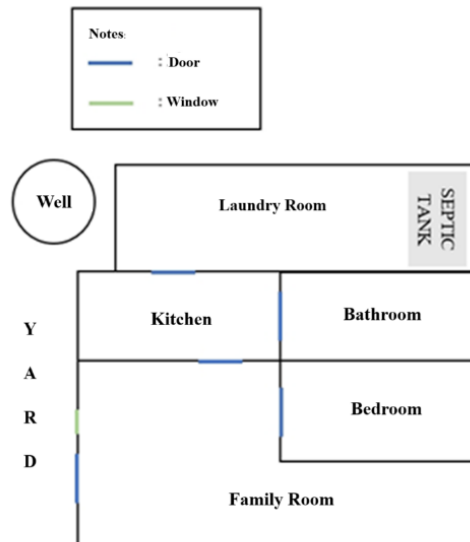 Notes:
: Door
: Window
Well
Laundry Room
SEPTIC
TANK
Kitchen
Bathroom
Y
A
R
D
Bedroom
Family Room